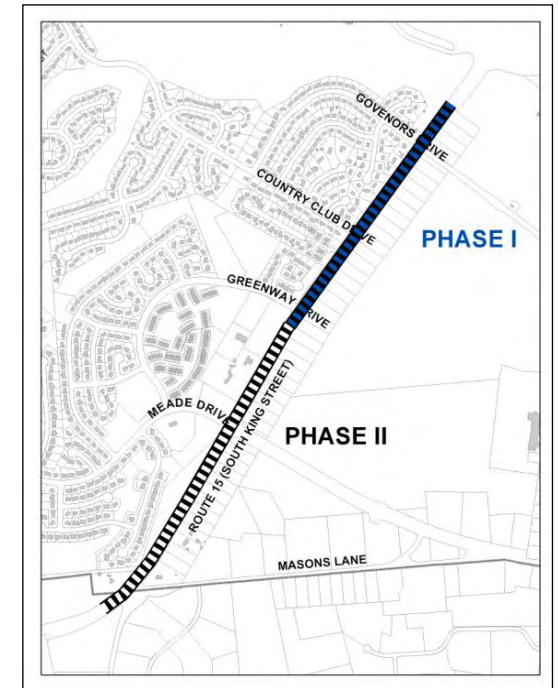 GOVENORS DRIVE
COUNTRY CLUB DRIVE
PHASE I
GREENWAY DRIVE
MEADE DRIVE
PHASE II
ROUTE 15 (SOUTH KING STREET)
MASONS LANE